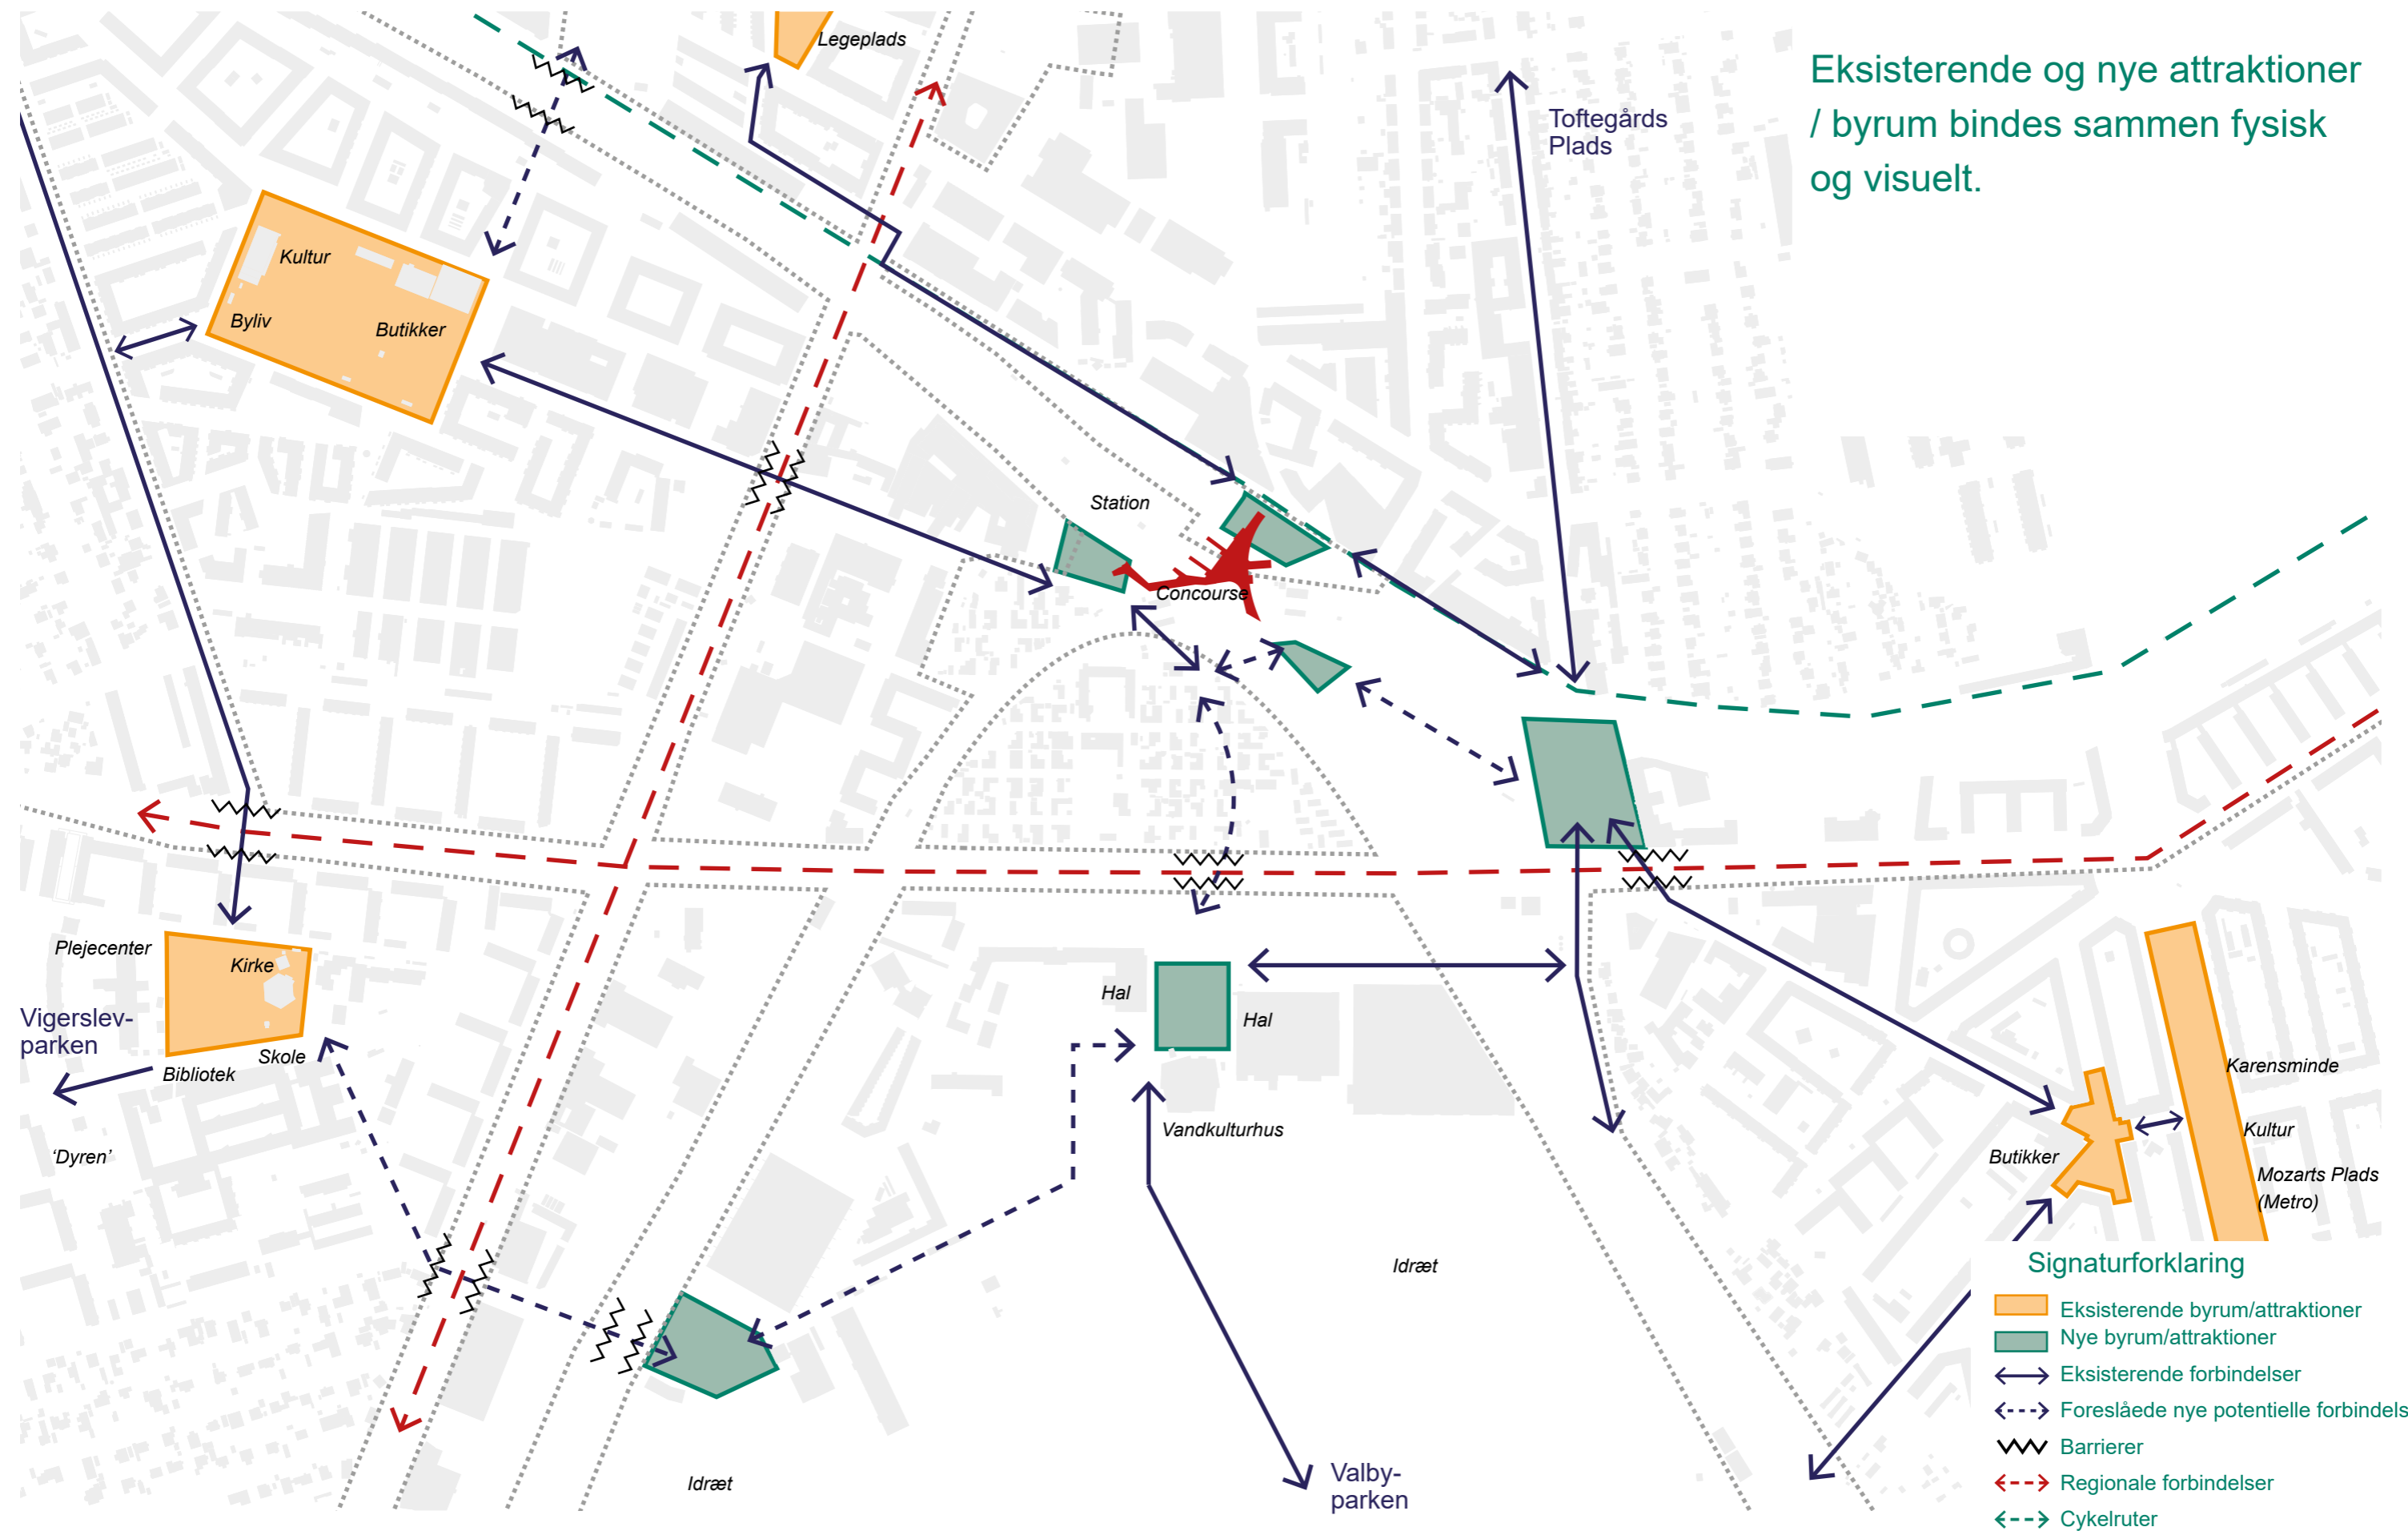 Legeplads
Eksisterende og nye attraktioner
/ byrum bindes sammen fysisk
og visuelt.
Toftegårds
Plads
Kultur
Byliv
Butikker
Station
Concourse
Plejecenter
Kirke
Vigerslev-
parken
Skole
Bibliotek
'Dyren'
Hal
Hal
Vandkulturhus
Karensminde
Kultur
Butikker
Mozarts Plads
(Metro)
Idræt
Idræt
Valby-
parken
Signaturforklaring
Eksisterende byrum/attraktioner
Nye byrum/attraktioner
Eksisterende forbindelser
Foreslåede nye potentielle forbindels
Barrierer
Regionale forbindelser
Cykelruter